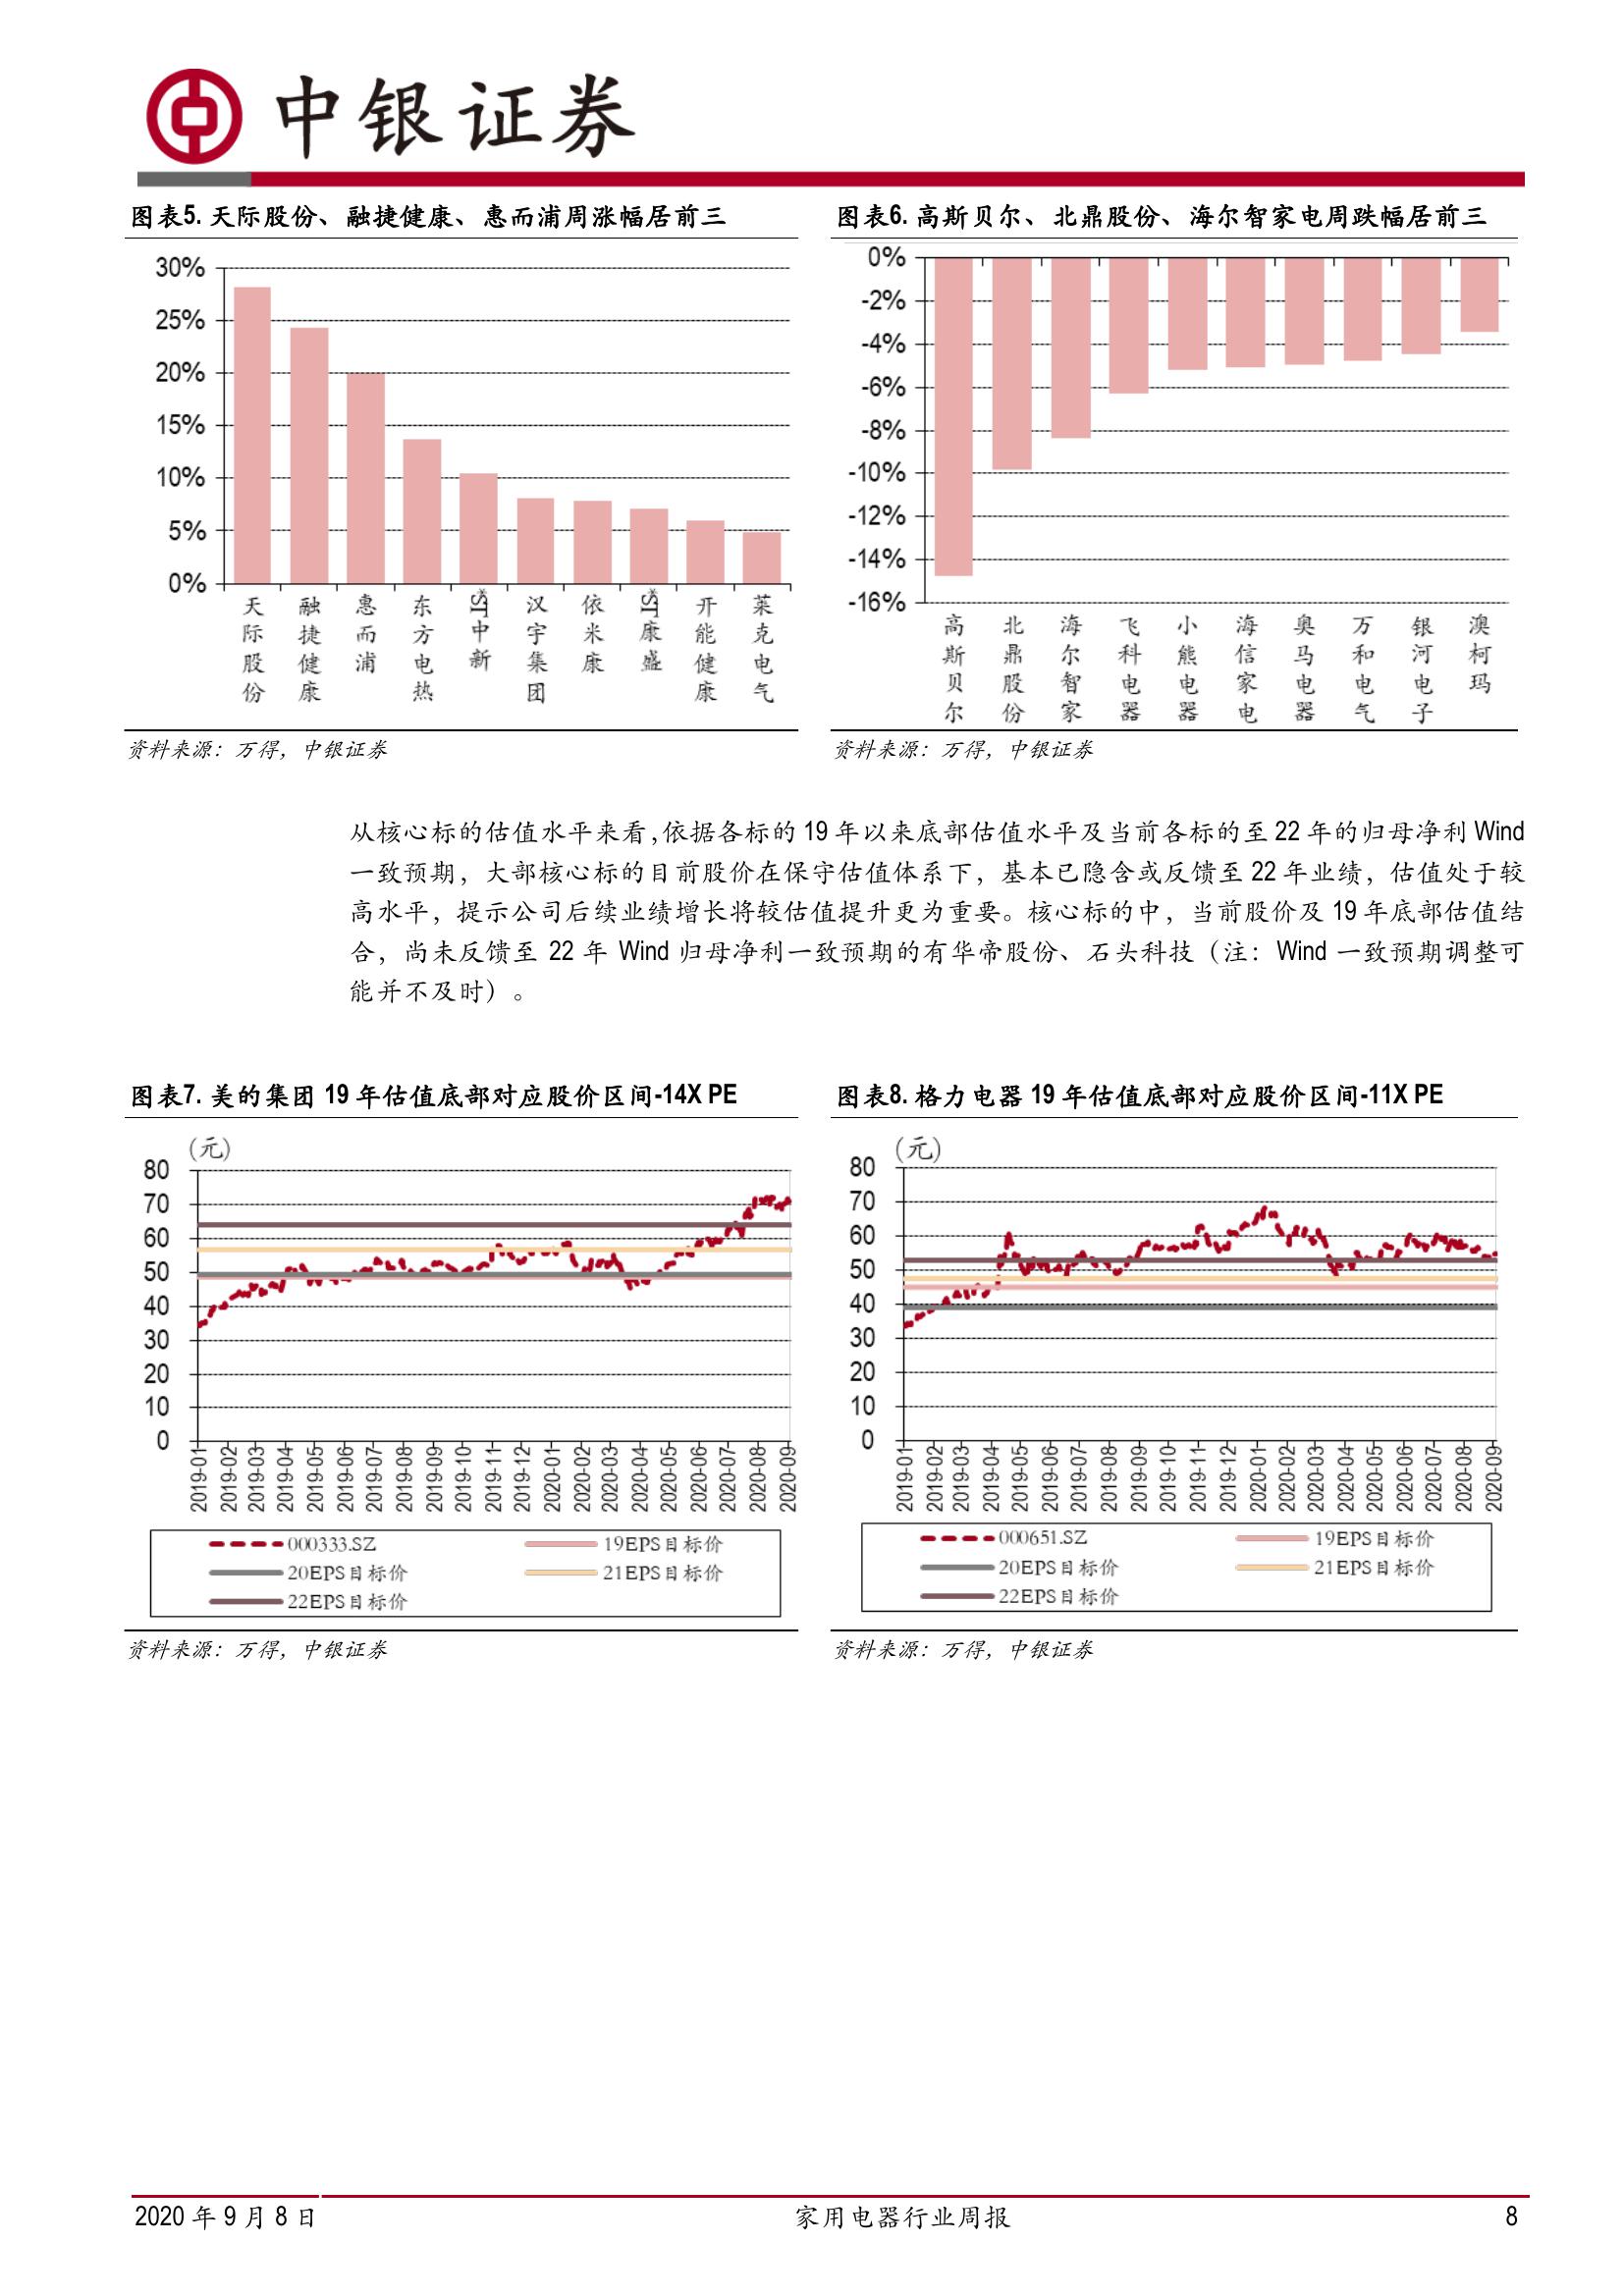 中银证券
图表5. 天际股份、融捷健康、惠而浦周涨幅居前三
30%
25%
20%
15%
10%
5%
0%
天际股份
融捷健康
惠而浦
东方电热
*ST中新
汉宇集团
依米康
*ST康盛
开能健康
莱克电气
资料来源：万得，中银证券
图表6. 高斯贝尔、北鼎股份、海尔智家电周跌幅居前三
0%
-2%
-4%
-6%
-8%
-10%
-12%
-14%
-16%
高斯贝尔
北鼎股份
海尔智家
飞科电器
小熊电器
海信家电
奥马电器
万和电气
银河电子
澳柯玛
资料来源：万得，中银证券
从核心标的估值水平来看,依据各标的 19 年以来底部估值水平及当前各标的至 22 年的归母净利 Wind
一致预期，大部核心标的目前股价在保守估值体系下，基本已隐含或反馈至 22 年业绩，估值处于较
高水平，提示公司后续业绩增长将较估值提升更为重要。核心标的中，当前股价及 19 年底部估值结
合，尚未反馈至 22 年 Wind 归母净利一致预期的有华帝股份、石头科技（注：Wind 一致预期调整可
能并不及时）。
图表7. 美的集团 19 年估值底部对应股价区间-14X PE
(元)
80
70
60
50
40
30
20
10
0
2019-01
2019-02
2019-03
2019-04
2019-05
2019-06
2019-07
2019-08
2019-09
2019-10
2019-11
2019-12
2020-01
2020-02
2020-03
2020-04
2020-05
2020-06
2020-07
2020-08
2020-09
000333.SZ
19EPS目标价
20EPS目标价
21EPS目标价
22EPS目标价
资料来源：万得，中银证券
图表8. 格力电器 19 年估值底部对应股价区间-11X PE
(元)
80
70
60
50
40
30
20
10
0
2019-01
2019-02
2019-03
2019-04
2019-05
2019-06
2019-07
2019-08
2019-09
2019-10
2019-11
2019-12
2020-01
2020-02
2020-03
2020-04
2020-05
2020-06
2020-07
2020-08
2020-09
000651.SZ
19EPS目标价
20EPS目标价
21EPS目标价
22EPS目标价
资料来源：万得，中银证券
2020 年 9 月 8 日
家用电器行业周报
8